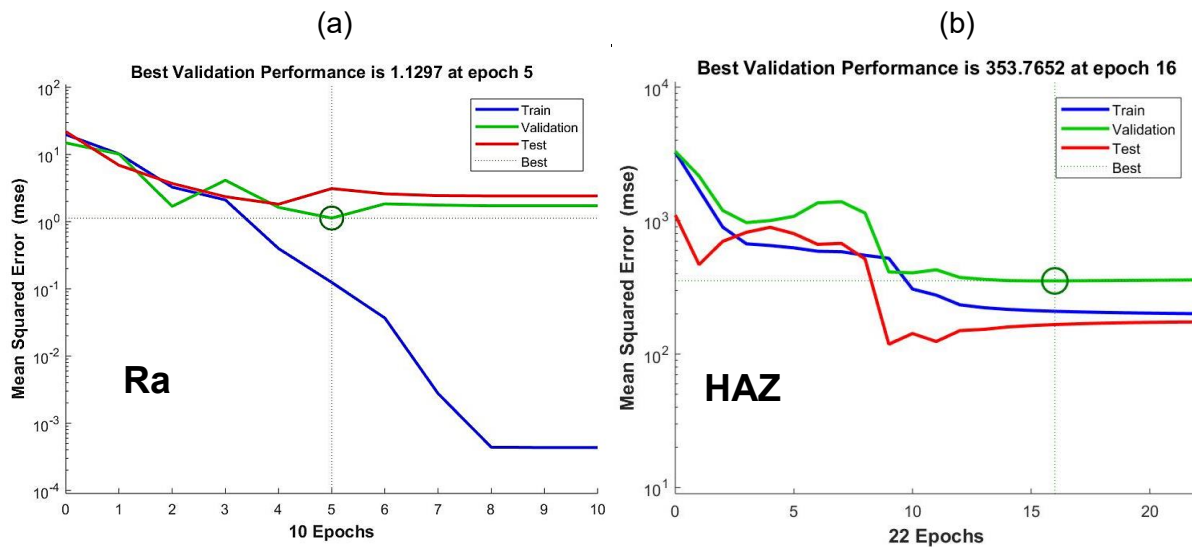 (a)
Best Validation Performance is 1.1297 at epoch 5
Mean Squared Error (mse)
10^2
10^1
10^0
10^-1
10^-2
10^-3
10^-4
Train
Validation
Test
Best
Ra
0 1 2 3 4 5 6 7 8 9 10
10 Epochs
(b)
Best Validation Performance is 353.7652 at epoch 16
Mean Squared Error (mse)
10^4
10^3
10^2
10^1
Train
Validation
Test
Best
HAZ
0 5 10 15 20
22 Epochs